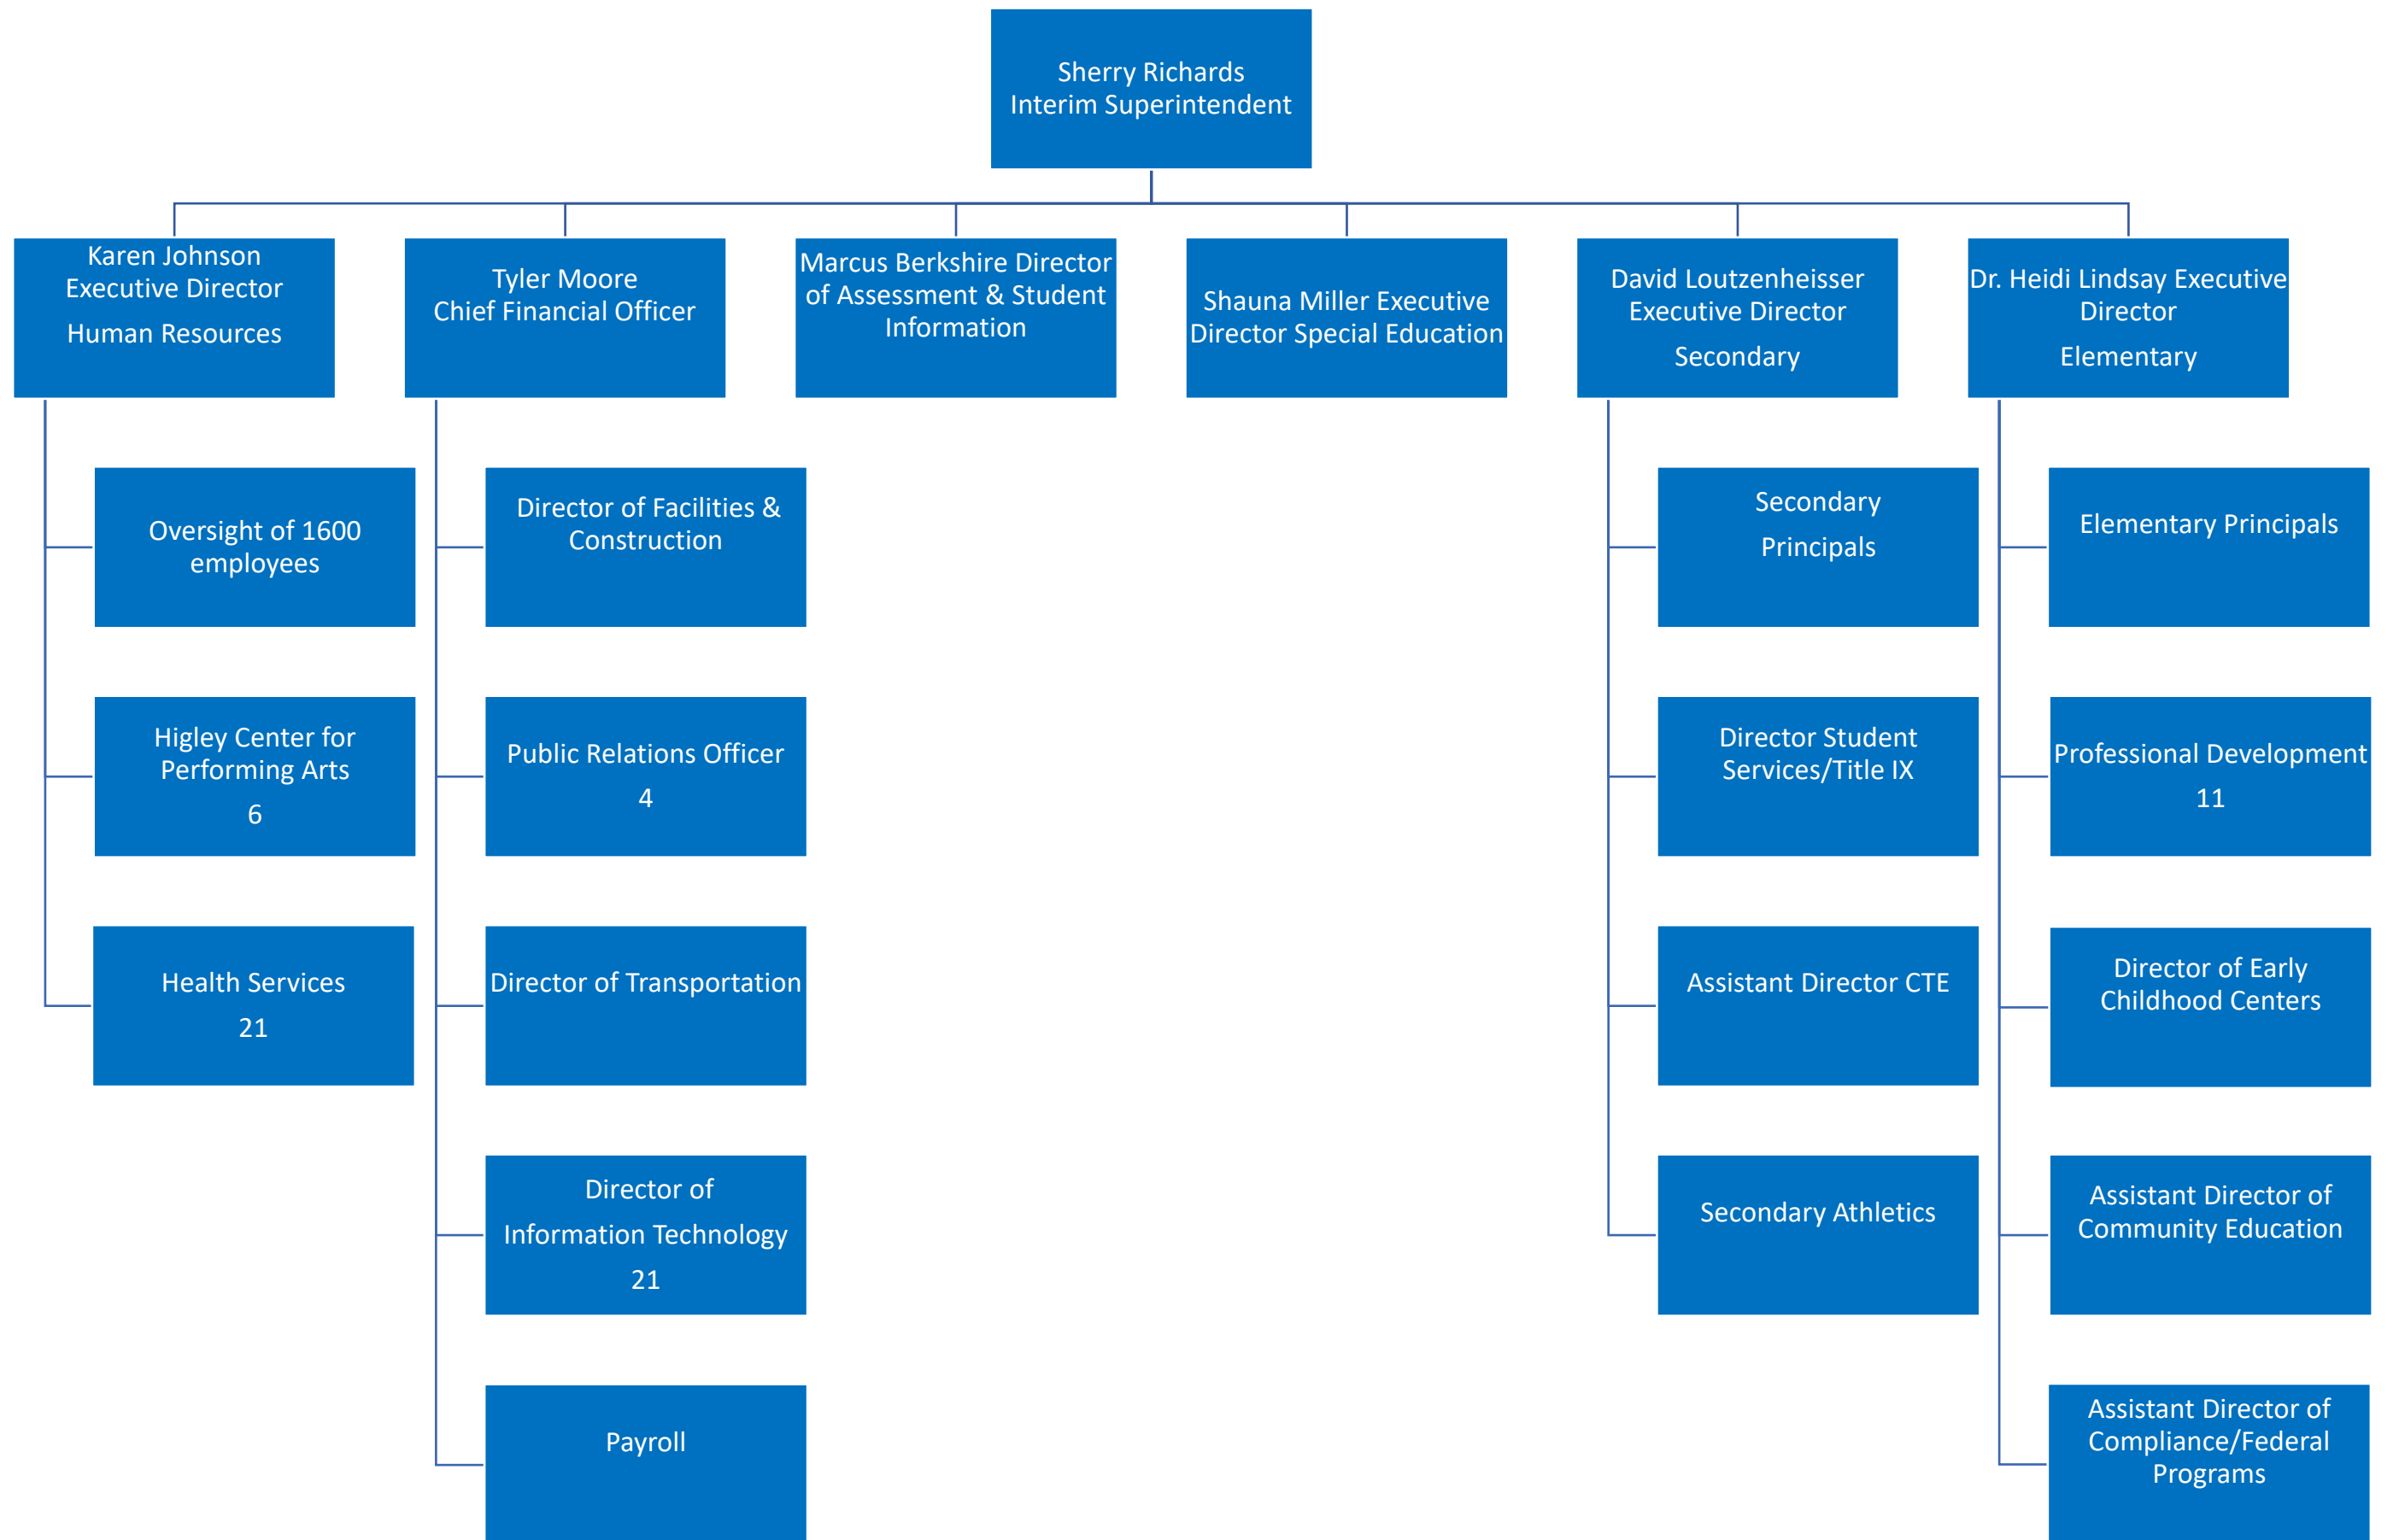 Sherry Richards
Interim Superintendent
Karen Johnson
Executive Director
Human Resources
Tyler Moore
Chief Financial Officer
Marcus Berkshire Director
of Assessment & Student
Information
Shauna Miller Executive
Director Special Education
David Loutzenheisser
Executive Director
Secondary
Dr. Heidi Lindsay Executive
Director
Elementary
Oversight of 1600
employees
Director of Facilities &
Construction
Secondary
Principals
Elementary Principals
Higley Center for
Performing Arts
6
Public Relations Officer
4
Director Student
Services/Title IX
Professional Development
11
Health Services
21
Director of Transportation
Assistant Director CTE
Director of Early
Childhood Centers
Director of
Information Technology
21
Secondary Athletics
Assistant Director of
Community Education
Payroll
Assistant Director of
Compliance/Federal
Programs